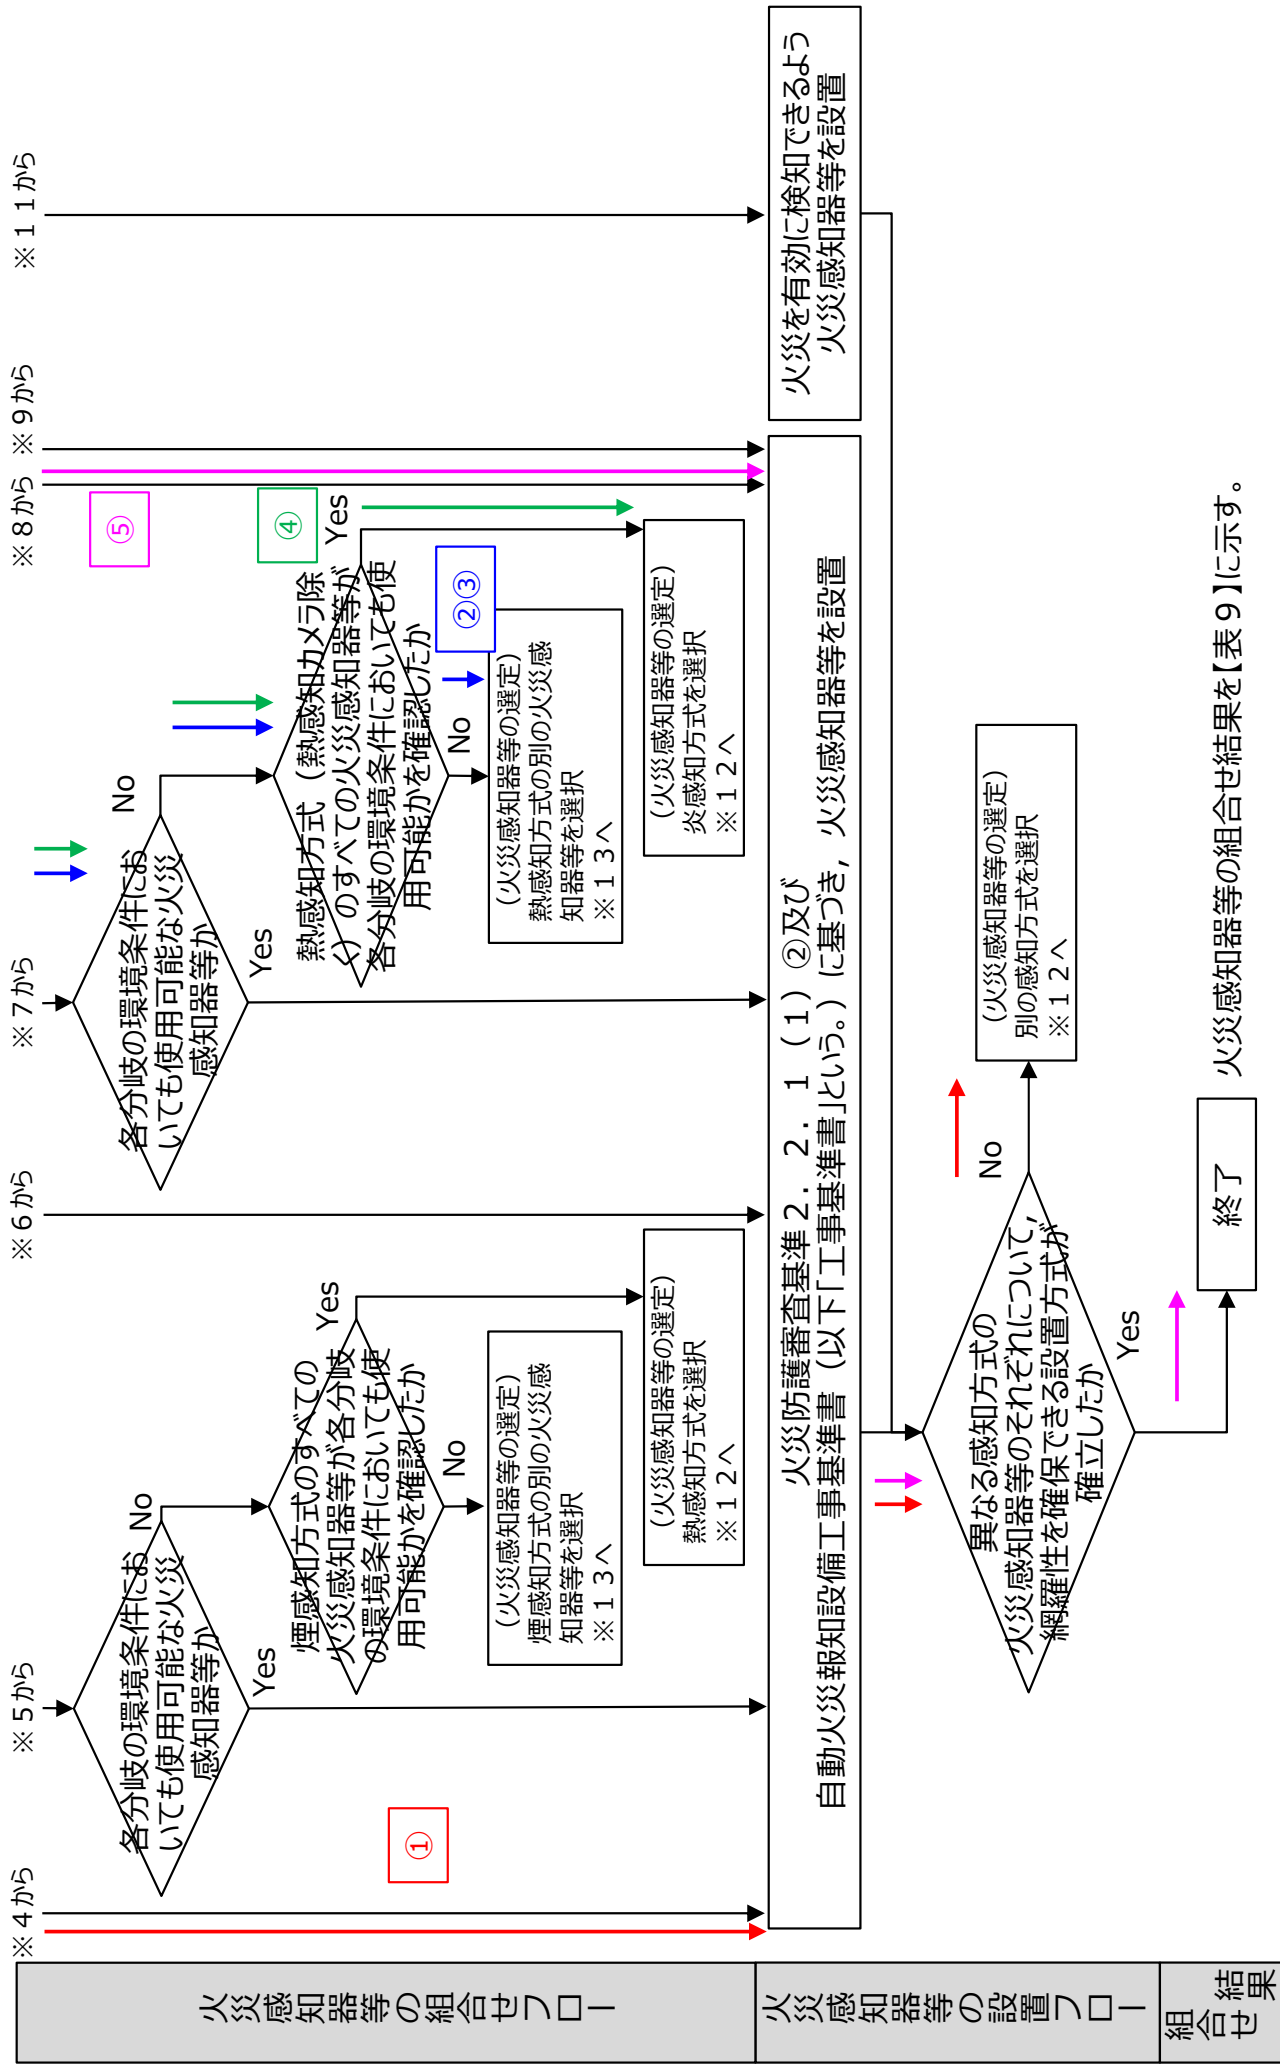 火災感知器等の組合せフロー
※４から
※５から
※６から
※７から
※８から
※９から
※１１から
①
各分岐の環境条件にお
いても使用可能な火災
感知器等か
No
Yes
煙感知方式のすべての
火災感知器等が各分岐
の環境条件においても使
用可能かを確認したか
Yes
No
（火災感知器等の選定）
煙感知方式の別の火災感
知器等を選択
※１３へ
（火災感知器等の選定）
熱感知方式を選択
※１２へ
各分岐の環境条件にお
いても使用可能な火災
感知器等か
No
Yes
熱感知方式（熱感知カメラ除
く）のすべての火災感知器等が
各分岐の環境条件においても使
用可能かを確認したか
Yes
No
⑤
④
②③
（火災感知器等の選定）
熱感知方式の別の火災感
知器等を選択
※１３へ
（火災感知器等の選定）
炎感知方式を選択
※１２へ
火災感知器等の設置フロー
火災防護審査基準２．２．１（１）②及び
自動火災報知設備工事基準書（以下「工事基準書」という。）に基づき，火災感知器等を設置
火災を有効に検知できるよう
火災感知器等を設置
異なる感知方式の
火災感知器等のそれぞれについて，
網羅性を確保できる設置方式が
確立したか
No
Yes
（火災感知器等の選定）
別の感知方式を選択
※１２へ
組合せ
結果
終了
火災感知器等の組合せ結果を【表９】に示す。